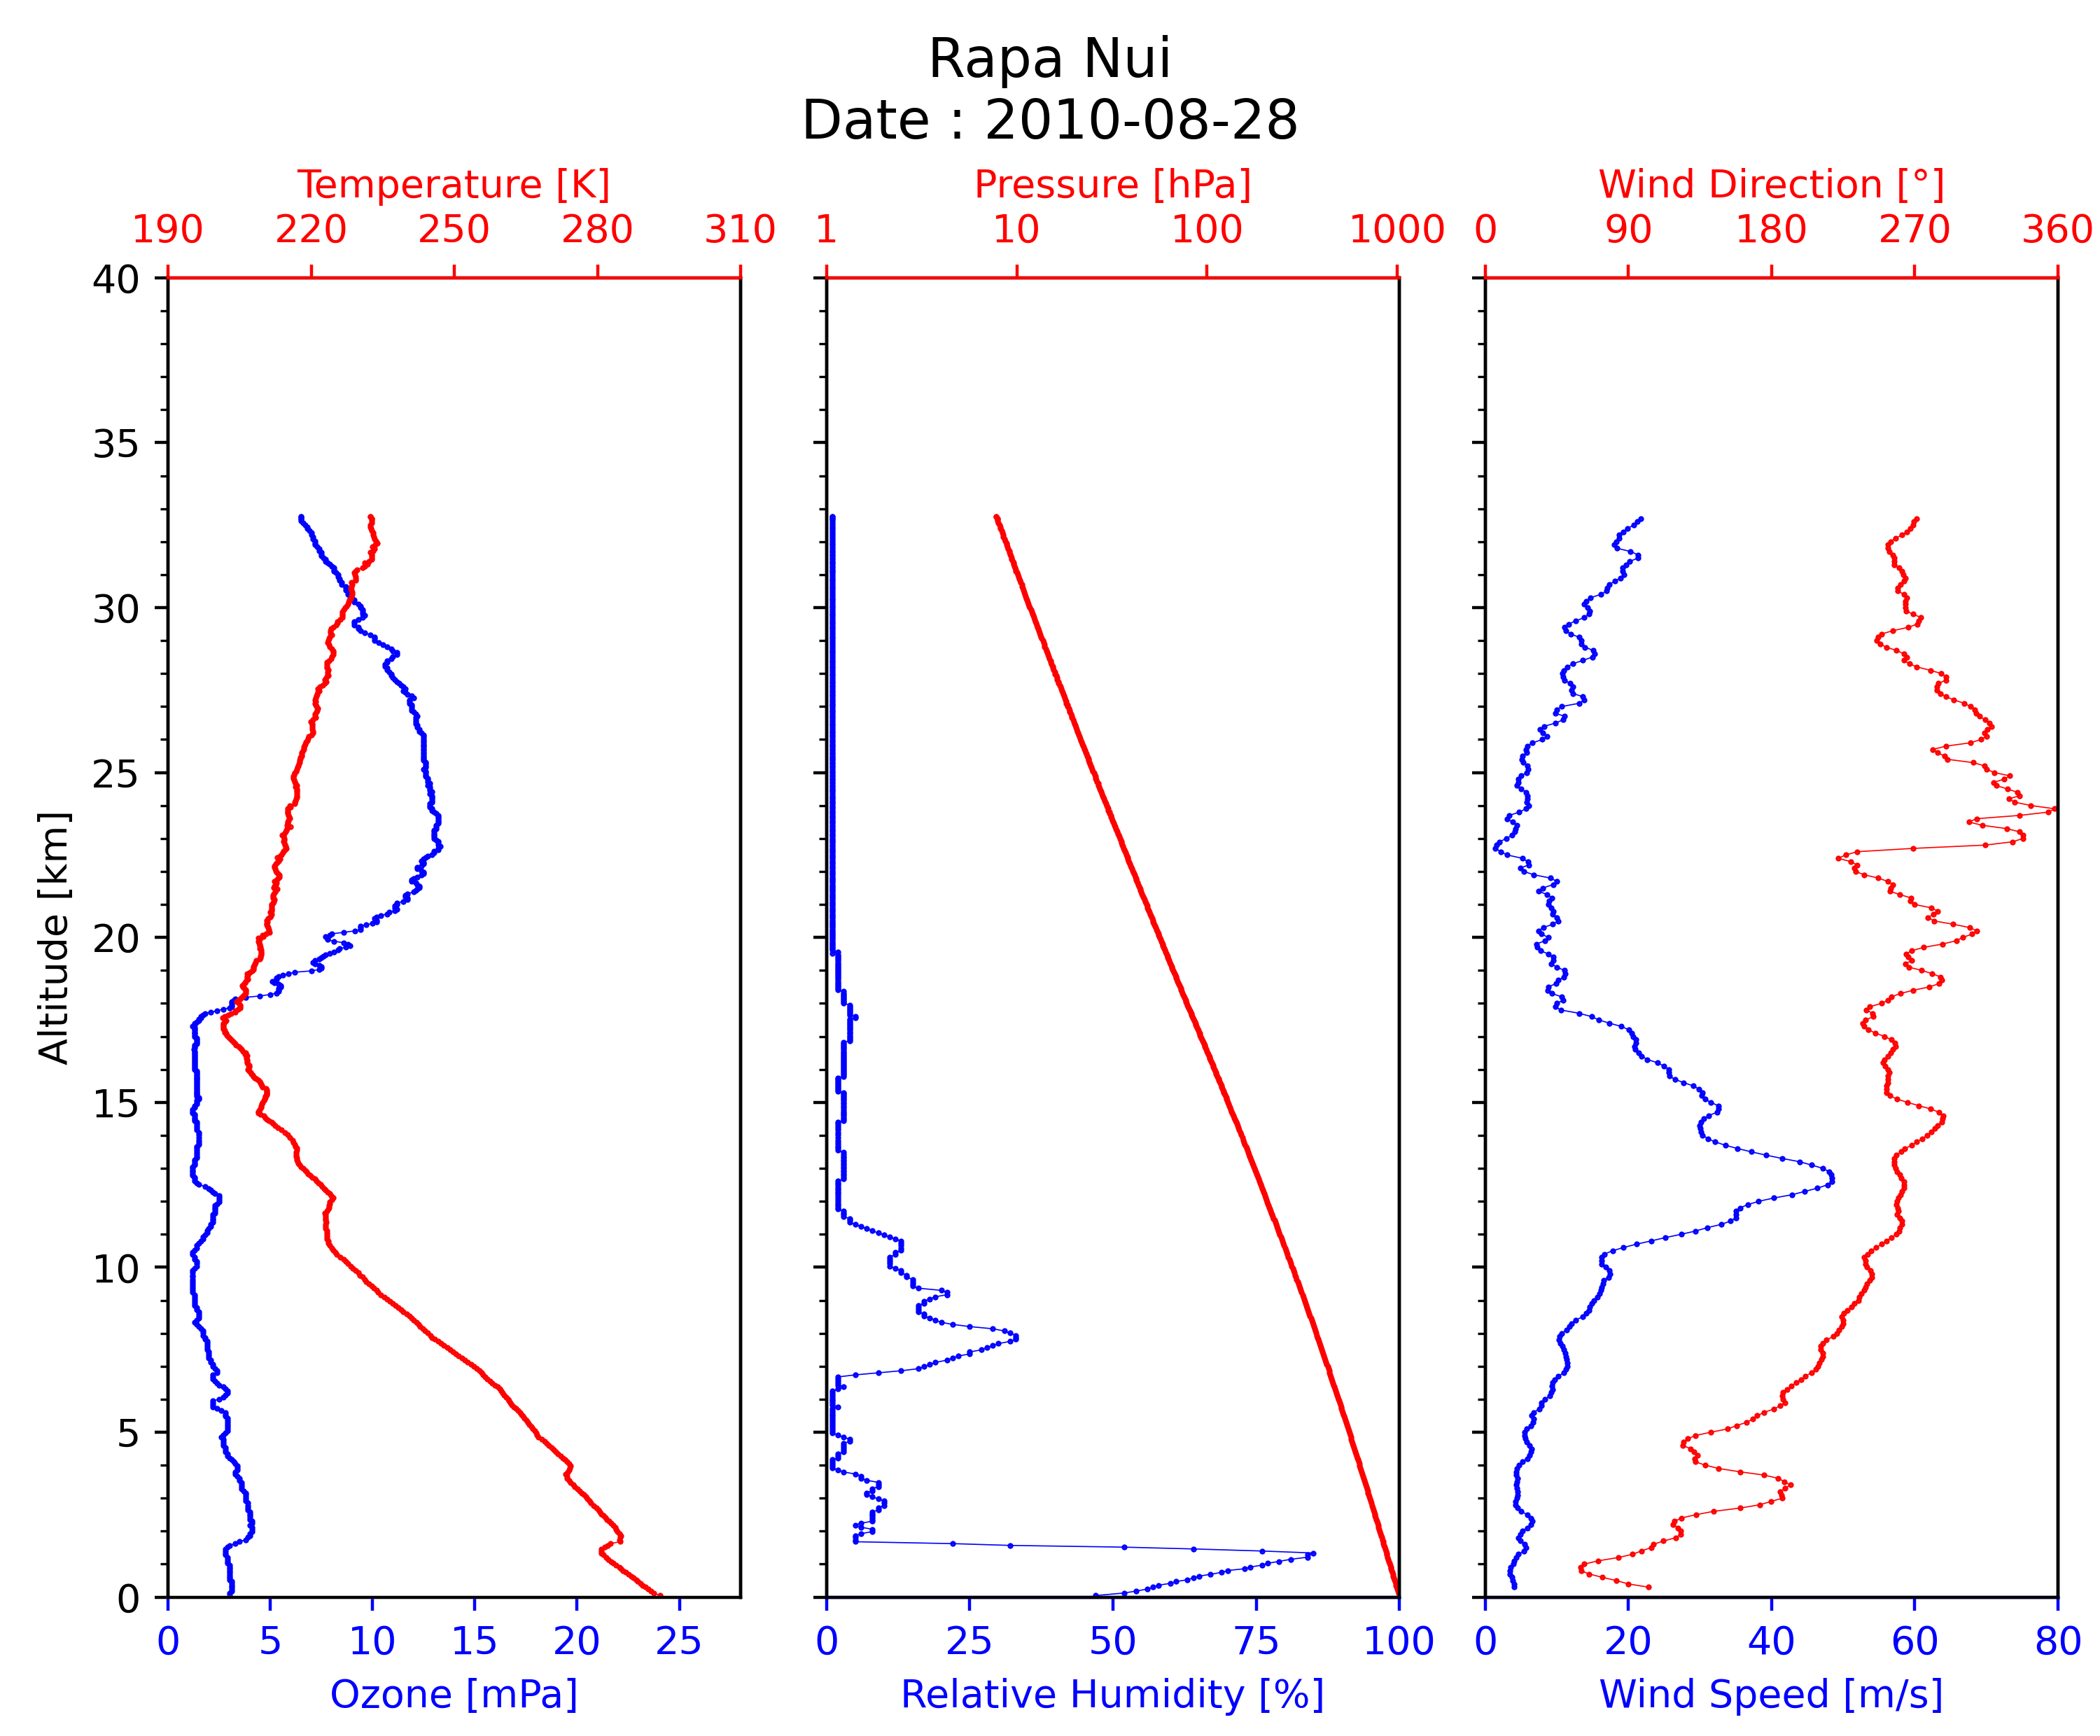 Rapa Nui
Date : 2010-08-28
Temperature [K]
190 220 250 280 310
Pressure [hPa]
1 10 100 1000
Wind Direction [°]
0 90 180 270 360
Altitude [km]
40
35
30
25
20
15
10
5
0
0 5 10 15 20 25
Ozone [mPa]
0 25 50 75 100
Relative Humidity [%]
0 20 40 60 80
Wind Speed [m/s]